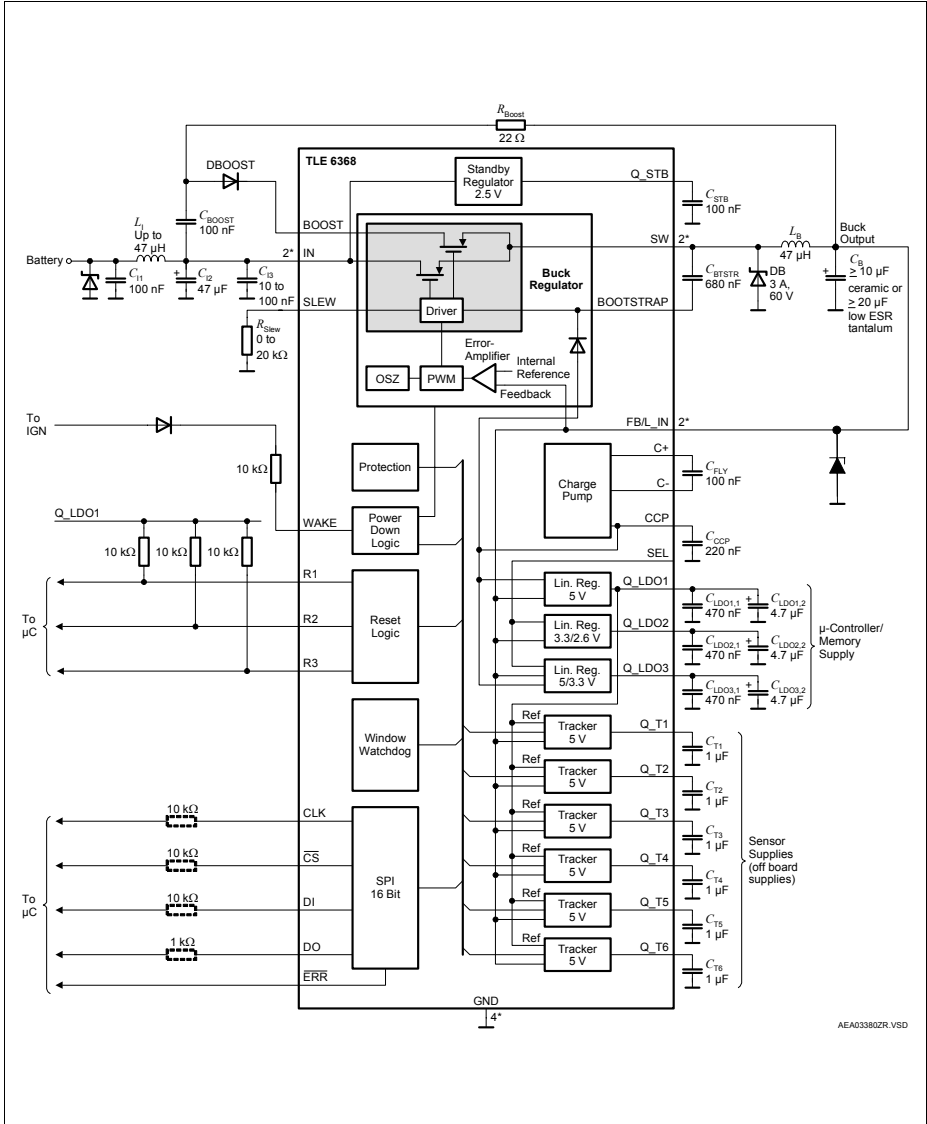 R_Boost
22 Ω
TLE 6368
DBOOST
Standby
Regulator
2.5 V
Q_STB
C_STB
100 nF
BOOST
C_BOOST
100 nF
L_I
Up to
47 µH
Battery
2* IN
SW 2*
L_B
47 µH
Buck
Output
C_I1
100 nF
C_I2
47 µF
C_I3
10 to
100 nF
Buck
Regulator
C_BTSTR
680 nF
DB
3 A,
60 V
C_B
≥ 10 µF
ceramic or
≥ 20 µF
low ESR
tantalum
+
+
SLEW
Driver
BOOTSTRAP
R_Slew
0 to
20 kΩ
Error-
Amplifier
Internal
Reference
OSZ
PWM
Feedback
To
IGN
FB/L_IN 2*
10 kΩ
Protection
Charge
Pump
C+
C-
C_FLY
100 nF
Q_LDO1
WAKE
Power
Down
Logic
CCP
C_CCP
220 nF
10 kΩ
10 kΩ
10 kΩ
SEL
R1
R2
R3
To
µC
Reset
Logic
Lin. Reg.
5 V
Q_LDO1
C_LDO1,1
470 nF
+
C_LDO1,2
4.7 µF
Lin. Reg.
3.3/2.6 V
Q_LDO2
C_LDO2,1
470 nF
+
C_LDO2,2
4.7 µF
Lin. Reg.
5/3.3 V
Q_LDO3
C_LDO3,1
470 nF
+
C_LDO3,2
4.7 µF
µ-Controller/
Memory
Supply
Window
Watchdog
Ref
Tracker
5 V
Q_T1
C_T1
1 µF
Ref
Tracker
5 V
Q_T2
C_T2
1 µF
Ref
Tracker
5 V
Q_T3
C_T3
1 µF
Ref
Tracker
5 V
Q_T4
C_T4
1 µF
Ref
Tracker
5 V
Q_T5
C_T5
1 µF
Ref
Tracker
5 V
Q_T6
C_T6
1 µF
Sensor
Supplies
(off board
supplies)
To
µC
10 kΩ
CLK
10 kΩ
C̅S̅
10 kΩ
DI
1 kΩ
DO
E̅R̅R̅
SPI
16 Bit
GND
4*
AEA03380ZR.VSD